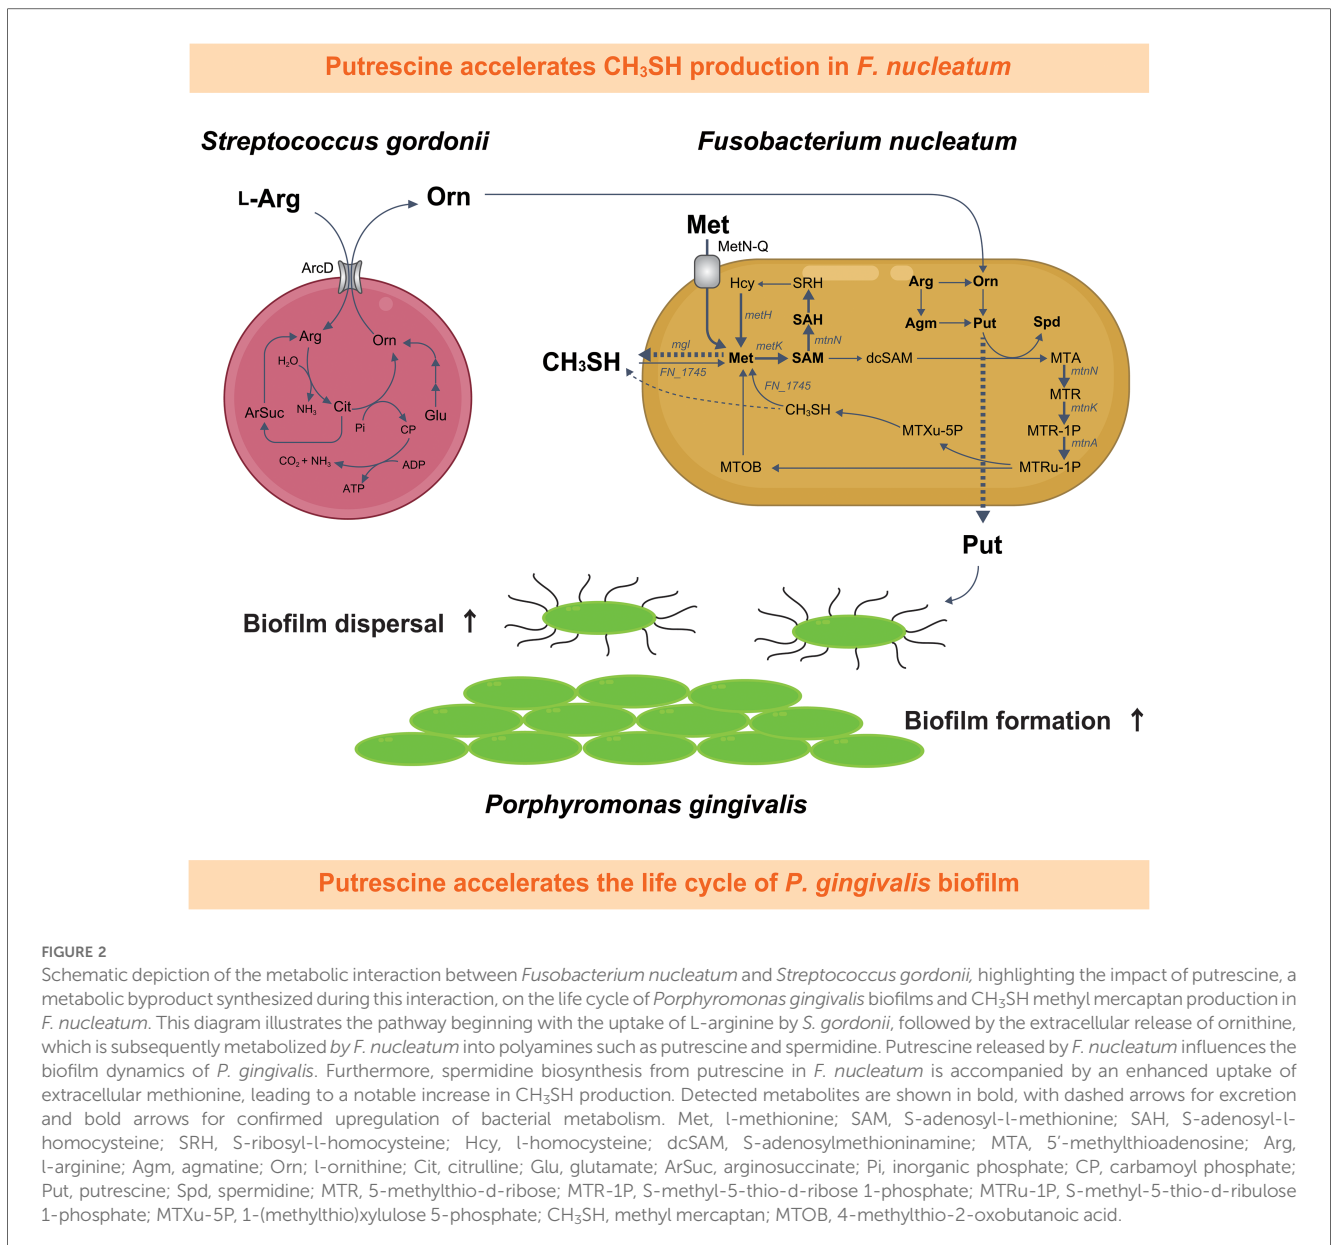 Putrescine accelerates CH₃SH production in F. nucleatum
Streptococcus gordonii
Fusobacterium nucleatum
L-Arg
Orn
Met
MetN-Q
ArcD
Hcy
SRH
Arg
Orn
metH
SAH
Agm
Put
Spd
Arg
Orn
H₂O
mgl
metK
mtnN
CH₃SH
Met
SAM
dcSAM
MTA
FN_1745
mtnN
FN_1745
MTR
NH₃
Cit
ArSuc
Glu
CH₃SH
mtnK
Pi
CP
MTXu-5P
MTR-1P
mtnA
CO₂ + NH₃
ADP
MTOB
MTRu-1P
ATP
Put
Biofilm dispersal ↑
Biofilm formation ↑
Porphyromonas gingivalis
Putrescine accelerates the life cycle of P. gingivalis biofilm
FIGURE 2
Schematic depiction of the metabolic interaction between Fusobacterium nucleatum and Streptococcus gordonii, highlighting the impact of putrescine, a
metabolic byproduct synthesized during this interaction, on the life cycle of Porphyromonas gingivalis biofilms and CH₃SH methyl mercaptan production in
F. nucleatum. This diagram illustrates the pathway beginning with the uptake of L-arginine by S. gordonii, followed by the extracellular release of ornithine,
which is subsequently metabolized by F. nucleatum into polyamines such as putrescine and spermidine. Putrescine released by F. nucleatum influences the
biofilm dynamics of P. gingivalis. Furthermore, spermidine biosynthesis from putrescine in F. nucleatum is accompanied by an enhanced uptake of
extracellular methionine, leading to a notable increase in CH₃SH production. Detected metabolites are shown in bold, with dashed arrows for excretion
and bold arrows for confirmed upregulation of bacterial metabolism. Met, l-methionine; SAM, S-adenosyl-l-methionine; SAH, S-adenosyl-l-
homocysteine; SRH, S-ribosyl-l-homocysteine; Hcy, l-homocysteine; dcSAM, S-adenosylmethioninamine; MTA, 5′-methylthioadenosine; Arg,
l-arginine; Agm, agmatine; Orn; l-ornithine; Cit, citrulline; Glu, glutamate; ArSuc, arginosuccinate; Pi, inorganic phosphate; CP, carbamoyl phosphate;
Put, putrescine; Spd, spermidine; MTR, 5-methylthio-d-ribose; MTR-1P, S-methyl-5-thio-d-ribose 1-phosphate; MTRu-1P, S-methyl-5-thio-d-ribulose
1-phosphate; MTXu-5P, 1-(methylthio)xylulose 5-phosphate; CH₃SH, methyl mercaptan; MTOB, 4-methylthio-2-oxobutanoic acid.